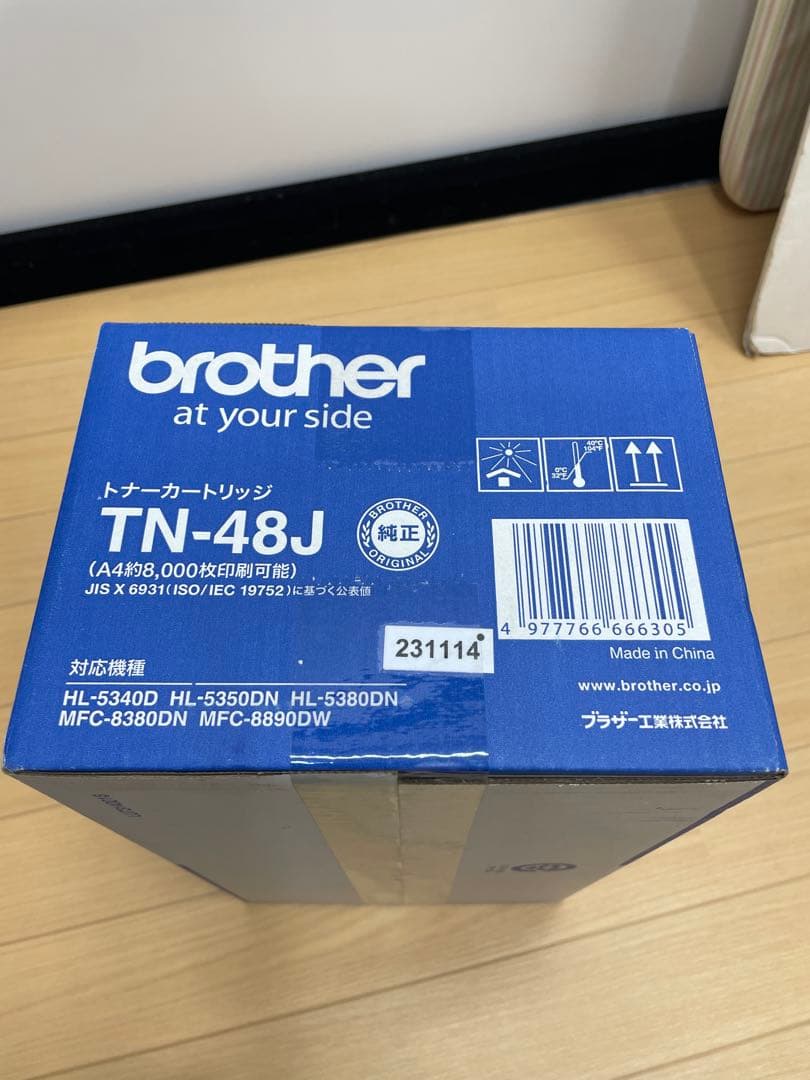 brother
at your side
40°C
104°F
0°C
32°F
トナーカートリッジ
TN-48J
BROTHER
純正
ORIGINAL
(A4約8,000枚印刷可能)
JIS X 6931(ISO/IEC 19752)に基づく公表値
4 977766 666305
231114
Made in China
対応機種
HL-5340D HL-5350DN HL-5380DN
MFC-8380DN MFC-8890DW
www.brother.co.jp
ブラザー工業株式会社